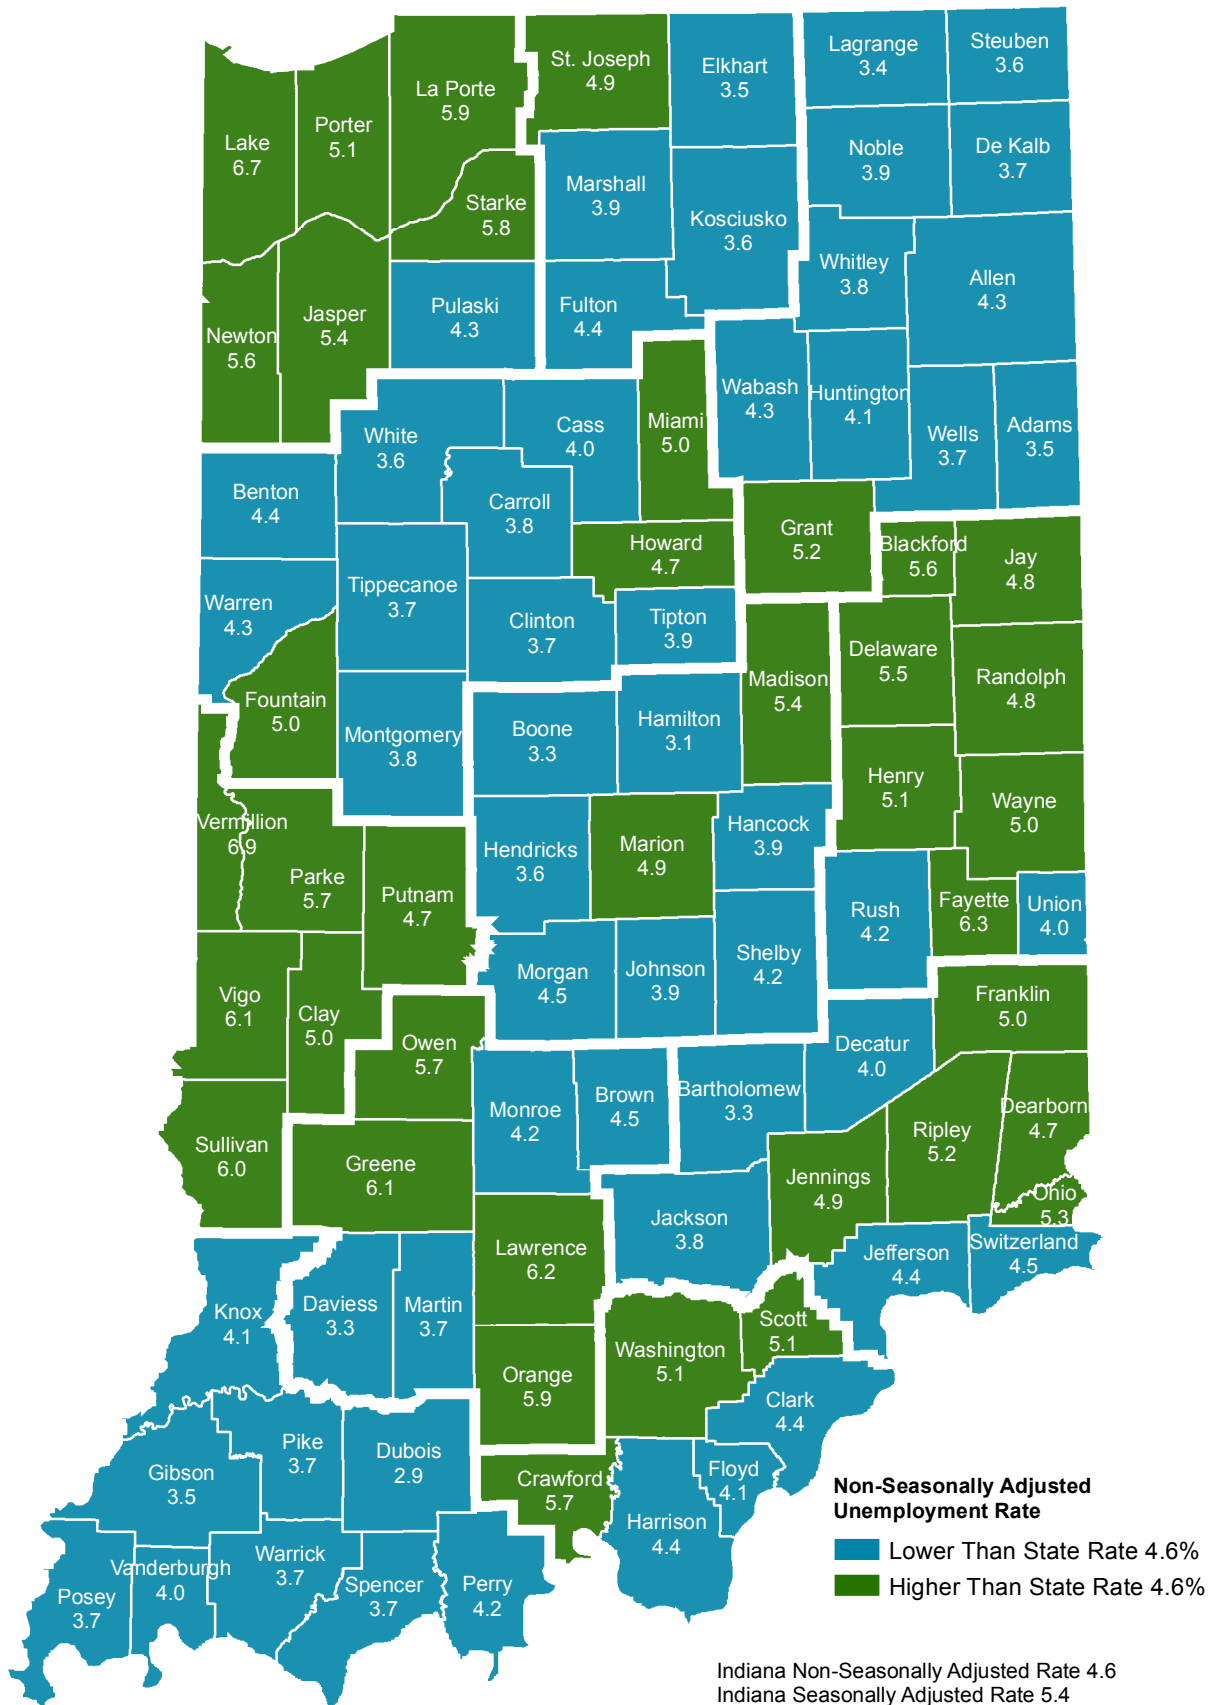 Lagrange
3.4
Steuben
3.6
St. Joseph
4.9
Elkhart
3.5
La Porte
5.9
Porter
5.1
Lake
6.7
Noble
3.9
De Kalb
3.7
Marshall
3.9
Starke
5.8
Kosciusko
3.6
Whitley
3.8
Allen
4.3
Pulaski
4.3
Fulton
4.4
Jasper
5.4
Newton
5.6
Wabash
4.3
Huntington
4.1
Miami
5.0
Cass
4.0
White
3.6
Wells
3.7
Adams
3.5
Benton
4.4
Carroll
3.8
Grant
5.2
Howard
4.7
Blackford
5.6
Jay
4.8
Tippecanoe
3.7
Warren
4.3
Clinton
3.7
Tipton
3.9
Delaware
5.5
Randolph
4.8
Madison
5.4
Fountain
5.0
Montgomery
3.8
Boone
3.3
Hamilton
3.1
Henry
5.1
Wayne
5.0
Vermillion
6.9
Hendricks
3.6
Marion
4.9
Hancock
3.9
Parke
5.7
Putnam
4.7
Rush
4.2
Fayette
6.3
Union
4.0
Morgan
4.5
Johnson
3.9
Shelby
4.2
Vigo
6.1
Clay
5.0
Franklin
5.0
Owen
5.7
Decatur
4.0
Monroe
4.2
Brown
4.5
Bartholomew
3.3
Dearborn
4.7
Ripley
5.2
Sullivan
6.0
Greene
6.1
Jennings
4.9
Ohio
5.3
Jackson
3.8
Lawrence
6.2
Jefferson
4.4
Switzerland
4.5
Knox
4.1
Daviess
3.3
Martin
3.7
Scott
5.1
Washington
5.1
Orange
5.9
Clark
4.4
Pike
3.7
Dubois
2.9
Gibson
3.5
Crawford
5.7
Floyd
4.1
Harrison
4.4
Warrick
3.7
Vanderburgh
4.0
Posey
3.7
Spencer
3.7
Perry
4.2
Non-Seasonally Adjusted
Unemployment Rate
Lower Than State Rate 4.6%
Higher Than State Rate 4.6%
Indiana Non-Seasonally Adjusted Rate 4.6
Indiana Seasonally Adjusted Rate 5.4